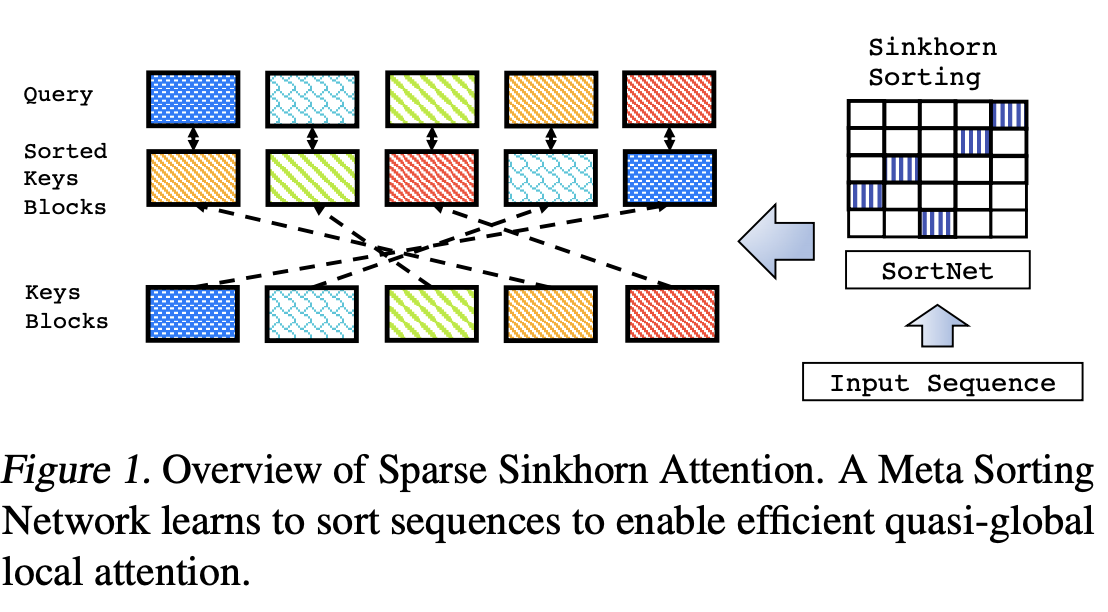 Query
Sorted
Keys
Blocks
Keys
Blocks
Sinkhorn
Sorting
SortNet
Input Sequence
Figure 1. Overview of Sparse Sinkhorn Attention. A Meta Sorting
Network learns to sort sequences to enable efficient quasi-global
local attention.